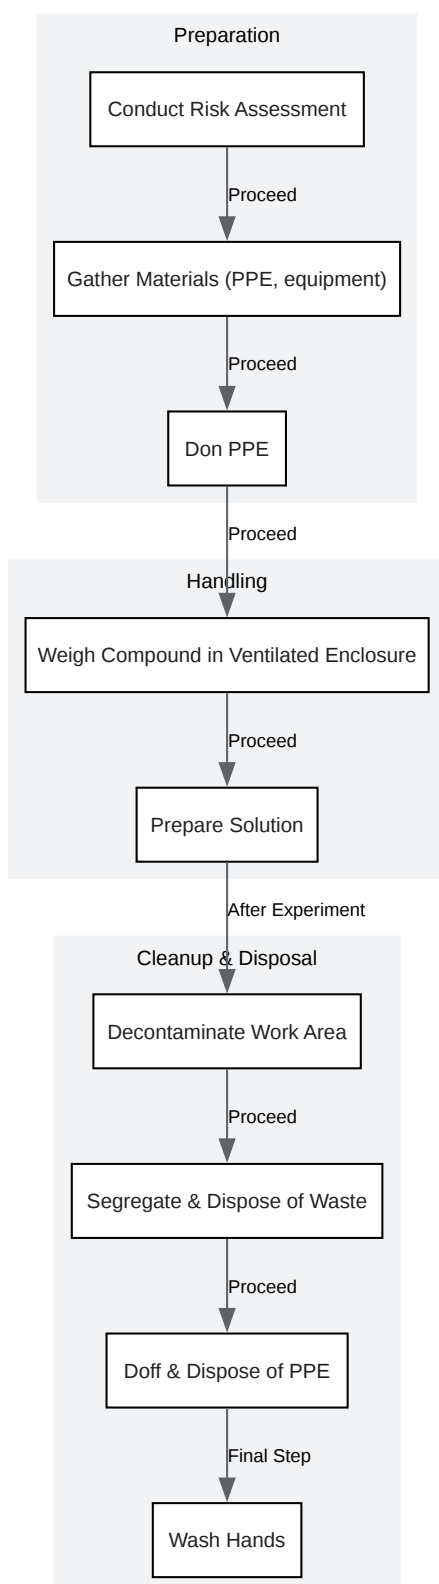 Preparation
Conduct Risk Assessment
Proceed
Gather Materials (PPE, equipment)
Proceed
Don PPE
Proceed
Handling
Weigh Compound in Ventilated Enclosure
Proceed
Prepare Solution
After Experiment
Cleanup & Disposal
Decontaminate Work Area
Proceed
Segregate & Dispose of Waste
Proceed
Doff & Dispose of PPE
Final Step
Wash Hands